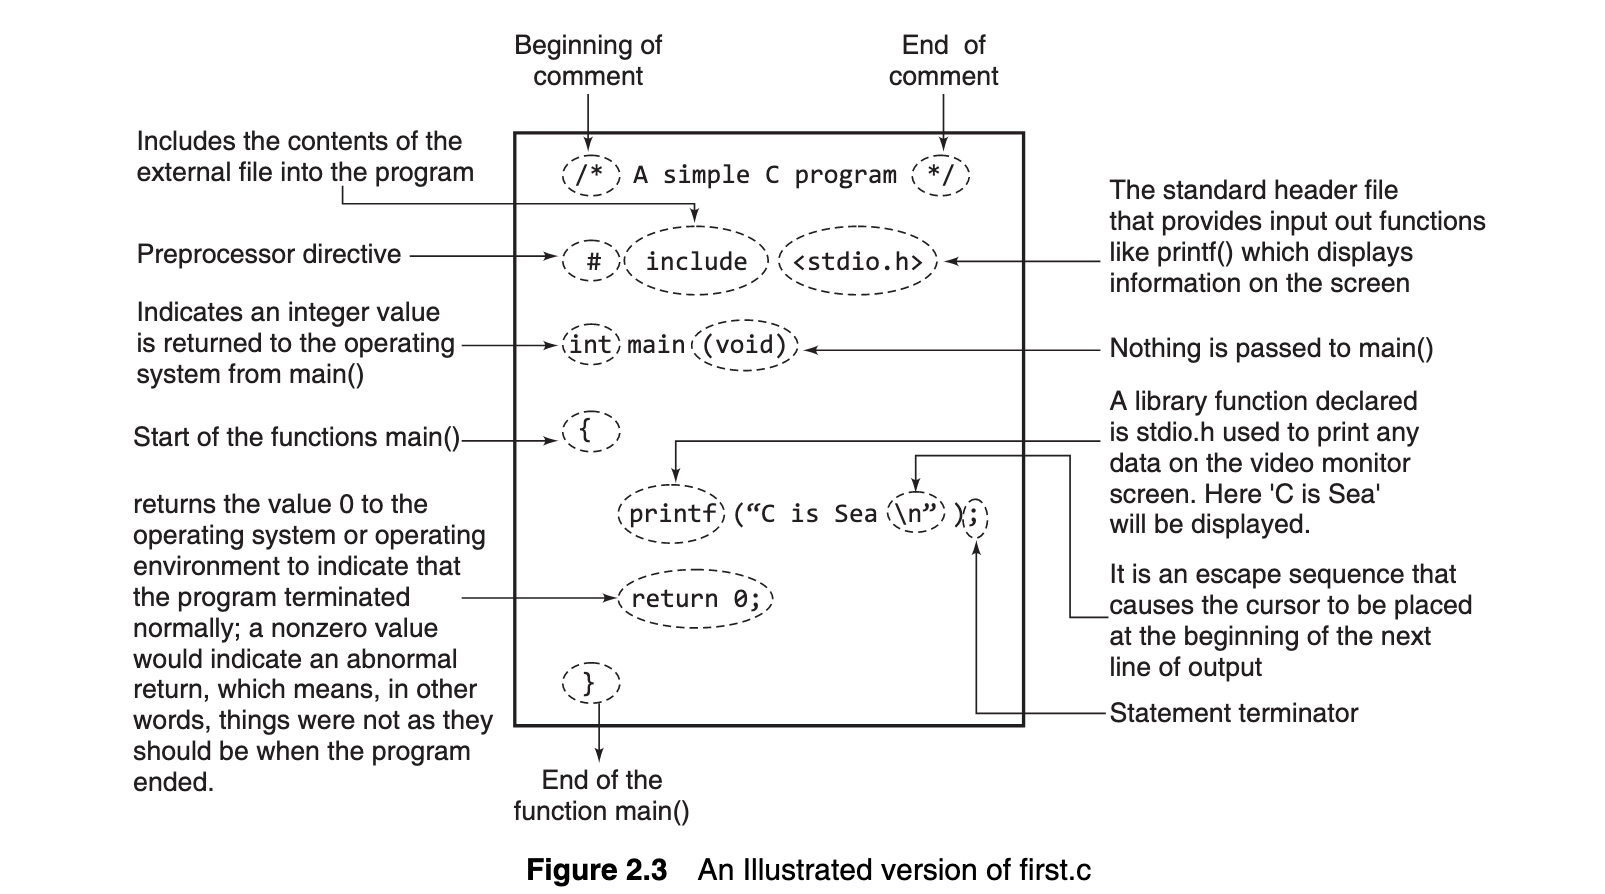 Beginning of
comment
End of
comment
Includes the contents of the
external file into the program
/* A simple C program */
The standard header file
that provides input out functions
like printf() which displays
information on the screen
Preprocessor directive
# include <stdio.h>
Indicates an integer value
is returned to the operating
system from main()
int main (void)
Nothing is passed to main()
Start of the functions main()
{
A library function declared
is stdio.h used to print any
data on the video monitor
screen. Here 'C is Sea'
will be displayed.
printf (“C is Sea \n” );
returns the value 0 to the
operating system or operating
environment to indicate that
the program terminated
normally; a nonzero value
would indicate an abnormal
return, which means, in other
words, things were not as they
should be when the program
ended.
return 0;
It is an escape sequence that
causes the cursor to be placed
at the beginning of the next
line of output
}
Statement terminator
End of the
function main()
Figure 2.3 An Illustrated version of first.c